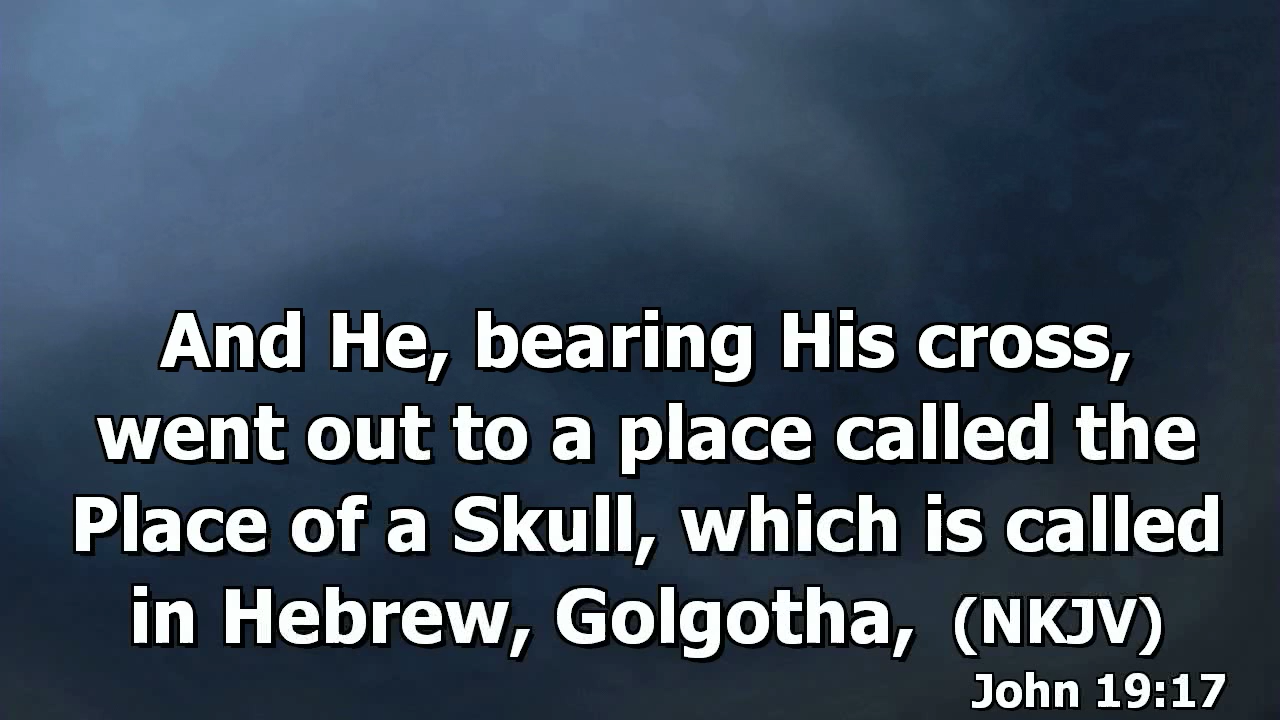 And He, bearing His cross,
went out to a place called the
Place of a Skull, which is called
in Hebrew, Golgotha, (NKJV)
John 19:17